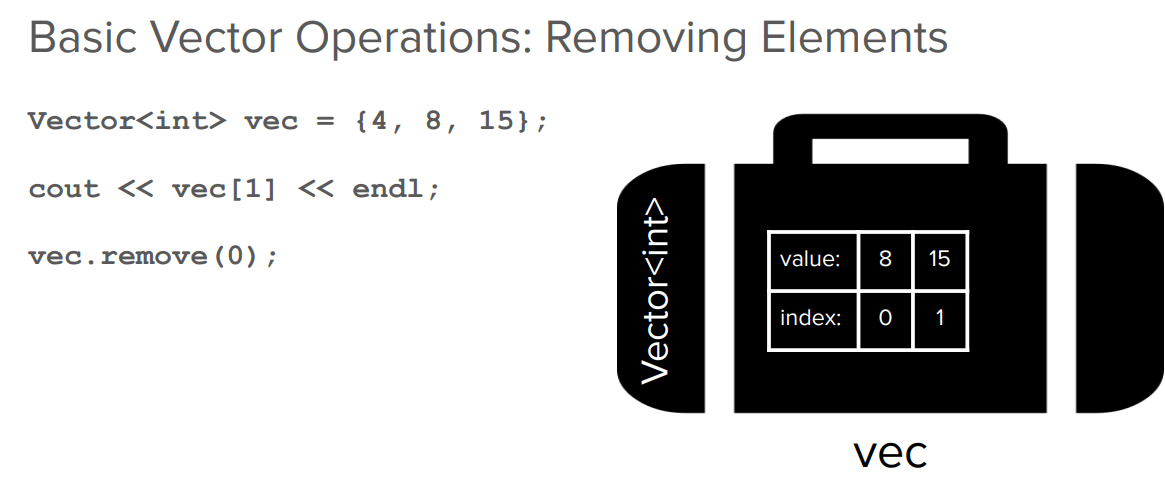 Basic Vector Operations: Removing Elements
Vector<int> vec = {4, 8, 15};
cout << vec[1] << endl;
vec.remove(0);
Vector<int>
value: 8 15
index: 0 1
vec